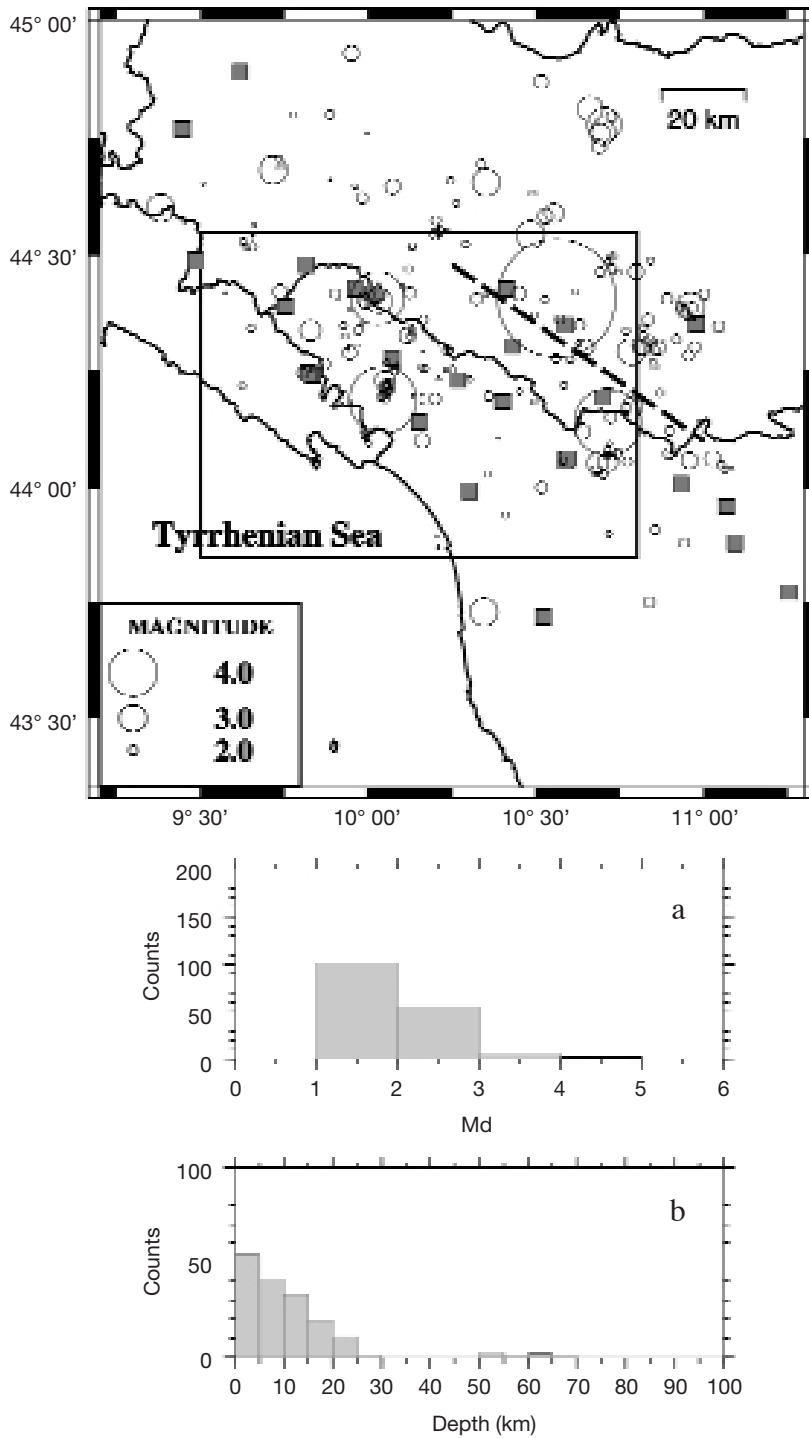 45° 00’
20 km
44° 30’
44° 00’
Tyrrhenian Sea
MAGNITUDE
4.0
3.0
2.0
43° 30’
9° 30’ 10° 00’ 10° 30’ 11° 00’
200
a
150
Counts
100
50
0
0 1 2 3 4 5 6
Md
100
b
Counts
50
0
0 10 20 30 40 50 60 70 80 90 100
Depth (km)